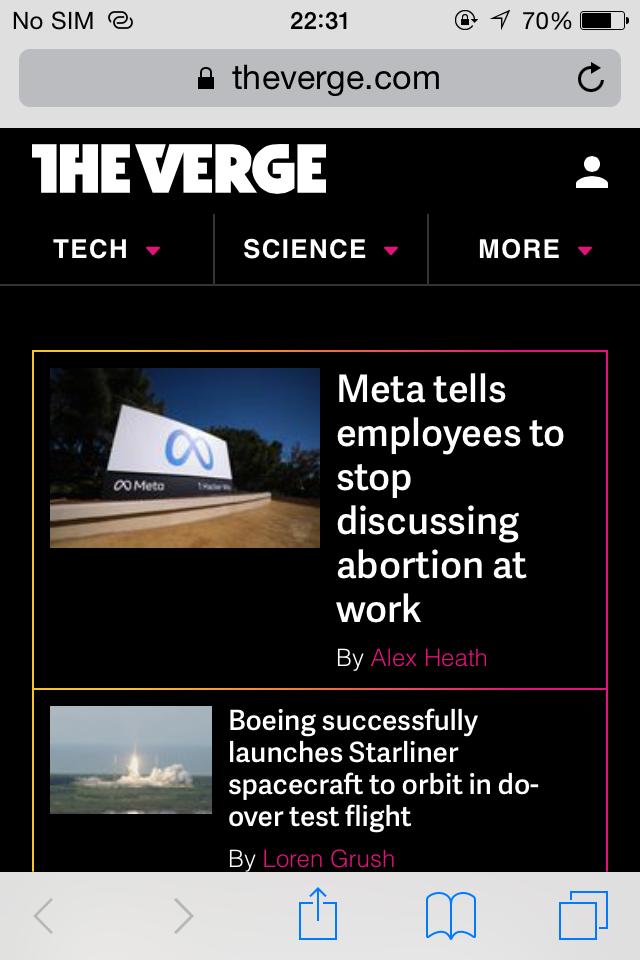 No SIM 22:31 70%
theverge.com
THE VERGE
TECH SCIENCE MORE
Meta tells
employees to
stop
discussing
abortion at
work
By Alex Heath
Meta
Boeing successfully
launches Starliner
spacecraft to orbit in do-
over test flight
By Loren Grush